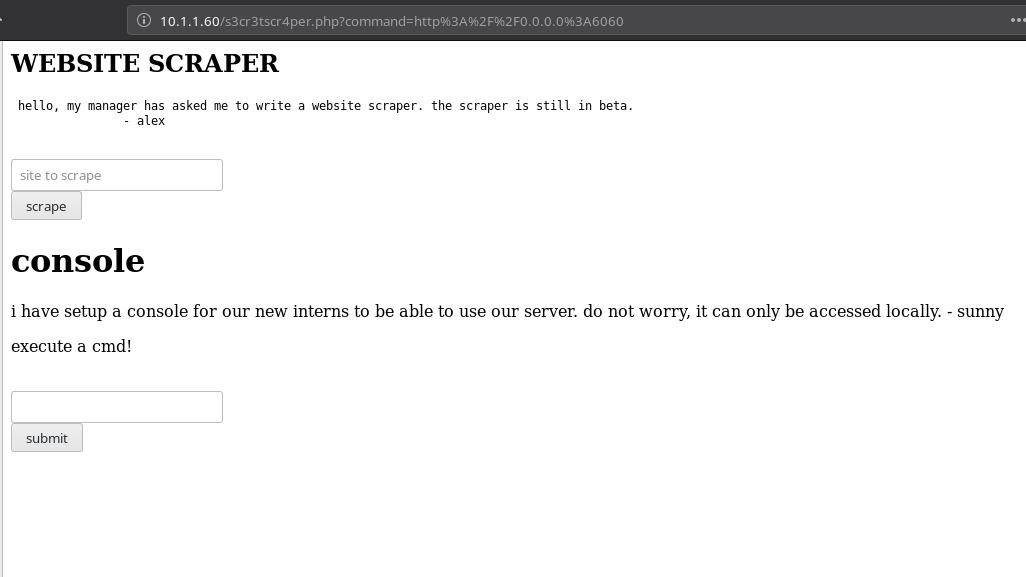 10.1.1.60/s3cr3tscr4per.php?command=http%3A%2F%2F0.0.0.0%3A6060
WEBSITE SCRAPER
hello, my manager has asked me to write a website scraper. the scraper is still in beta.
- alex
site to scrape
scrape
console
i have setup a console for our new interns to be able to use our server. do not worry, it can only be accessed locally. - sunny
execute a cmd!
submit